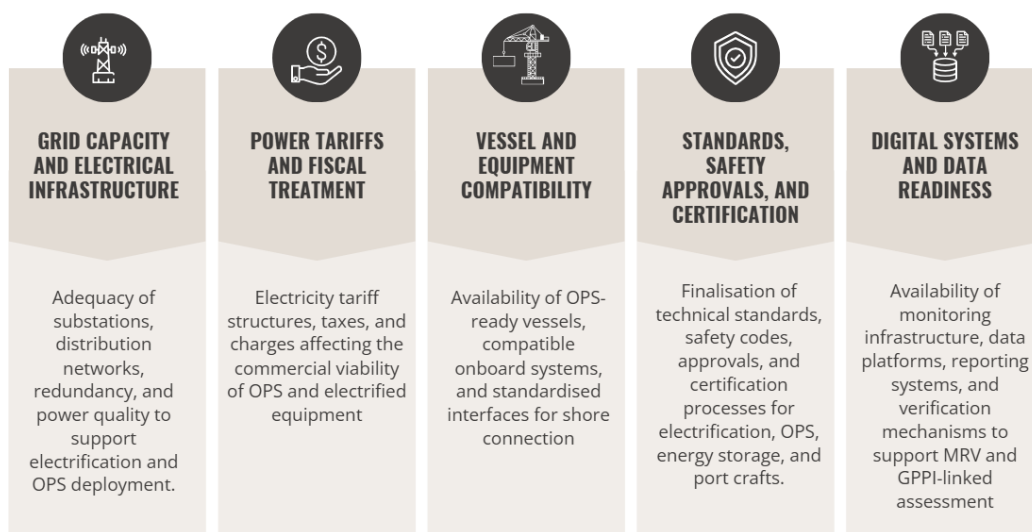 GRID CAPACITY
AND ELECTRICAL
INFRASTRUCTURE
Adequacy of
substations,
distribution
networks,
redundancy, and
power quality to
support
electrification and
OPS deployment.
POWER TARIFFS
AND FISCAL
TREATMENT
Electricity tariff
structures, taxes, and
charges affecting the
commercial viability
of OPS and electrified
equipment
VESSEL AND
EQUIPMENT
COMPATIBILITY
Availability of OPS-
ready vessels,
compatible
onboard systems,
and standardised
interfaces for shore
connection
STANDARDS,
SAFETY
APPROVALS, AND
CERTIFICATION
Finalisation of
technical standards,
safety codes,
approvals, and
certification
processes for
electrification, OPS,
energy storage, and
port crafts.
DIGITAL SYSTEMS
AND DATA
READINESS
Availability of
monitoring
infrastructure, data
platforms, reporting
systems, and
verification
mechanisms to
support MRV and
GPPI-linked
assessment